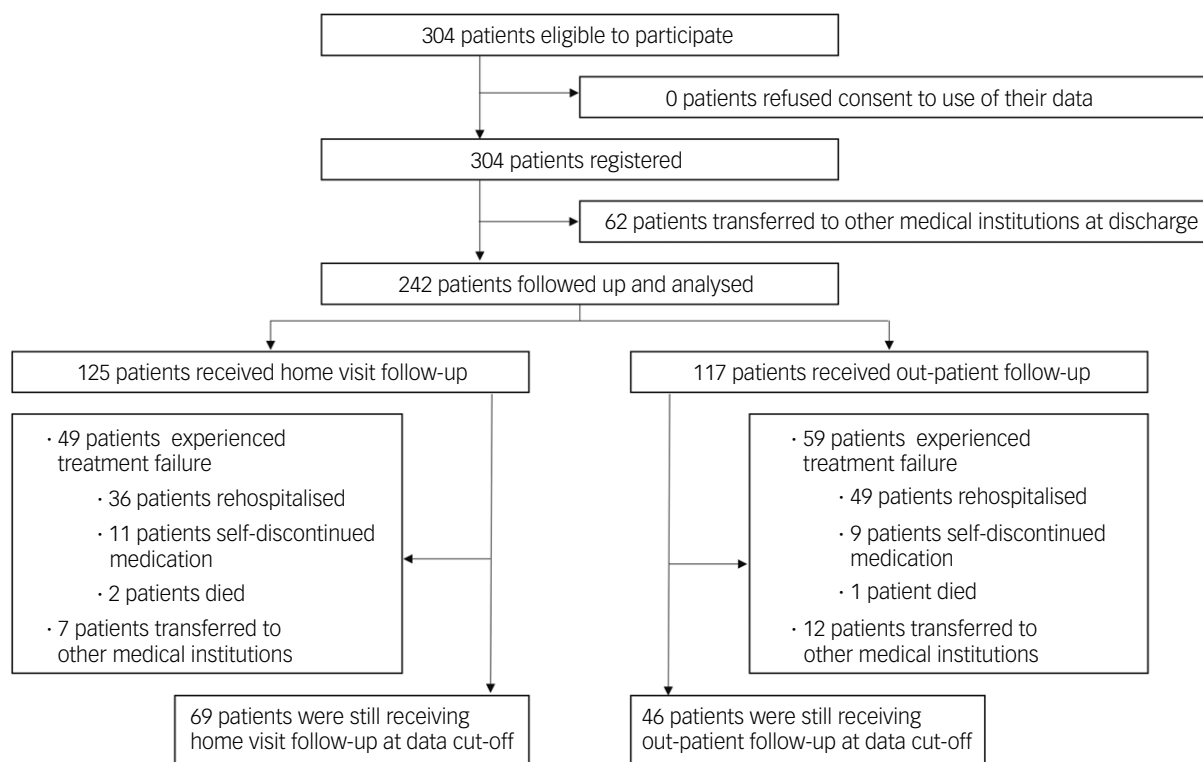 304 patients eligible to participate
0 patients refused consent to use of their data
304 patients registered
62 patients transferred to other medical institutions at discharge
242 patients followed up and analysed
125 patients received home visit follow-up
117 patients received out-patient follow-up
· 49 patients experienced
treatment failure
· 36 patients rehospitalised
· 11 patients self-discontinued
medication
· 2 patients died
· 7 patients transferred to
other medical institutions
· 59 patients experienced
treatment failure
· 49 patients rehospitalised
· 9 patients self-discontinued
medication
· 1 patient died
· 12 patients transferred to
other medical institutions
69 patients were still receiving
home visit follow-up at data cut-off
46 patients were still receiving
out-patient follow-up at data cut-off